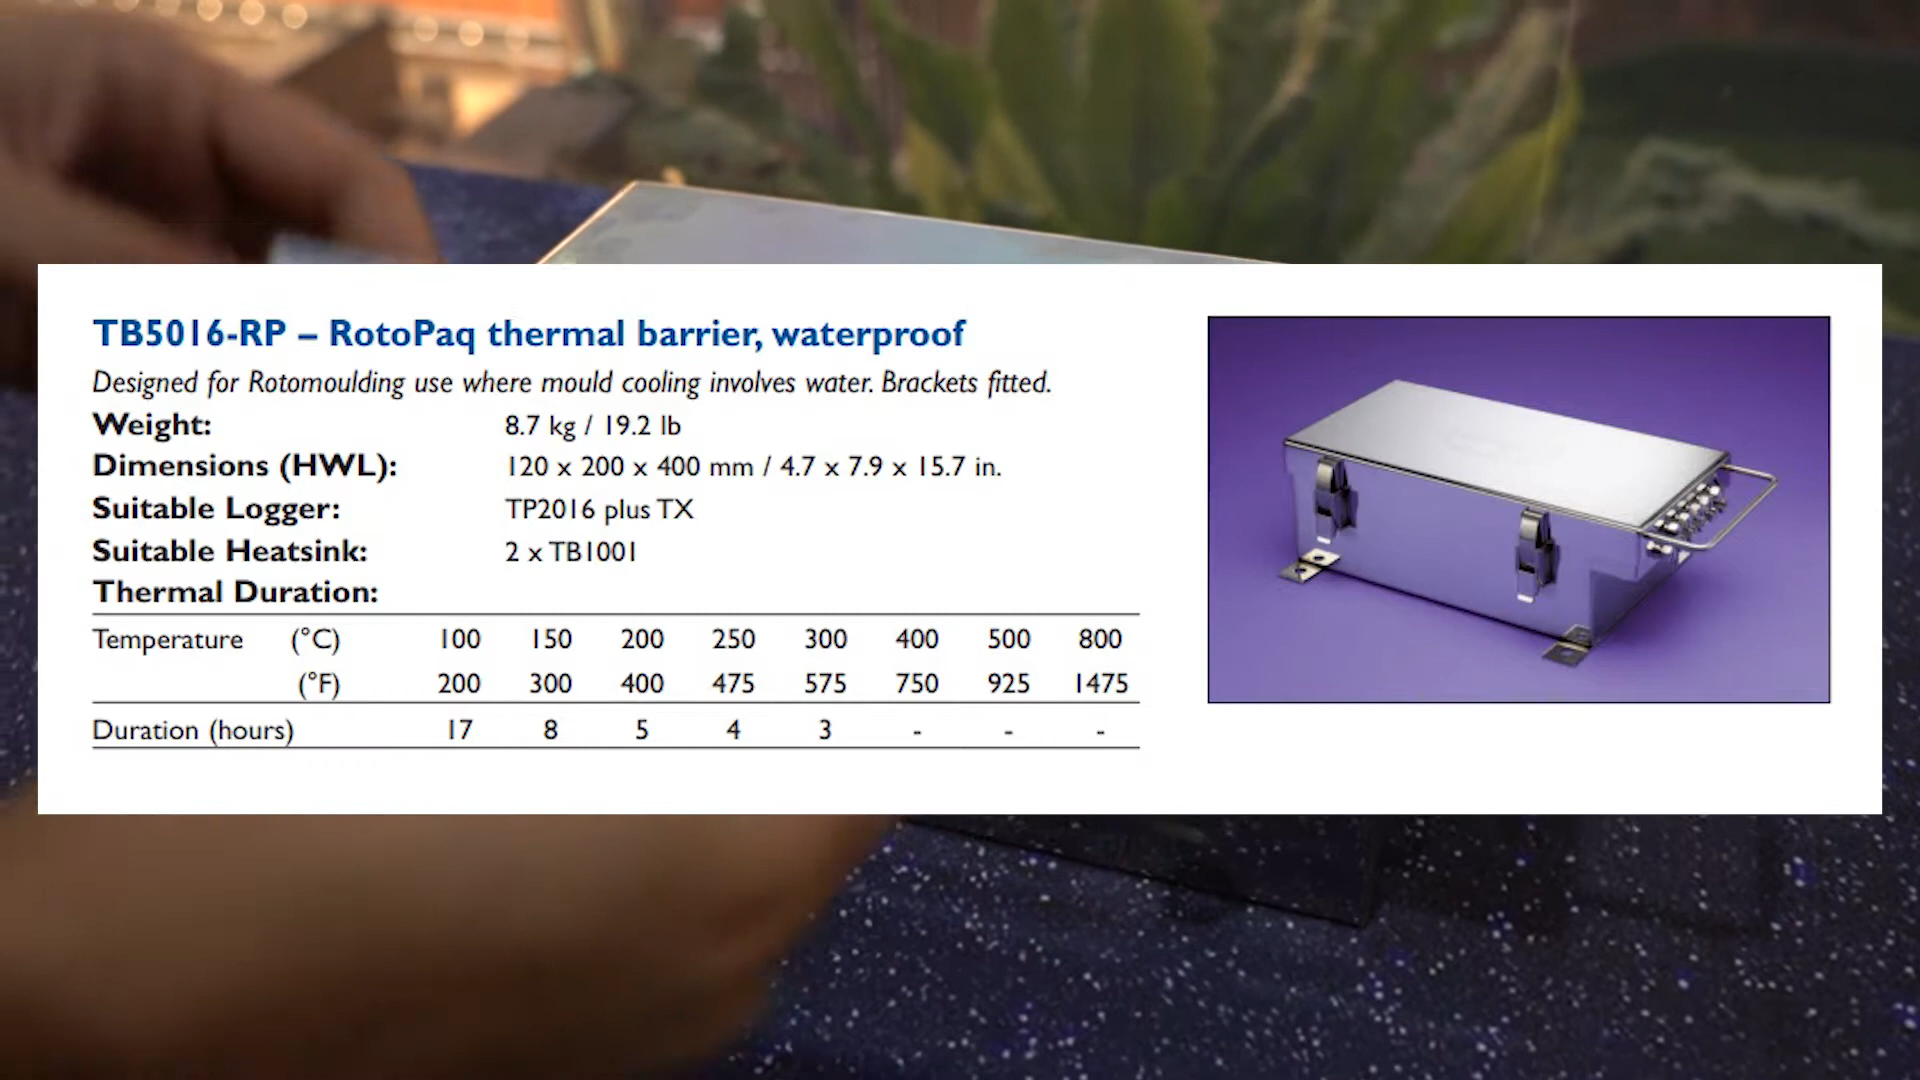 TB5016-RP – RotoPaq thermal barrier, waterproof
Designed for Rotomoulding use where mould cooling involves water. Brackets fitted.
Weight: 8.7 kg / 19.2 lb
Dimensions (HWL): 120 x 200 x 400 mm / 4.7 x 7.9 x 15.7 in.
Suitable Logger: TP2016 plus TX
Suitable Heatsink: 2 x TB1001
Thermal Duration:
Temperature (°C) 100 150 200 250 300 400 500 800
(°F) 200 300 400 475 575 750 925 1475
Duration (hours) 17 8 5 4 3 - - -